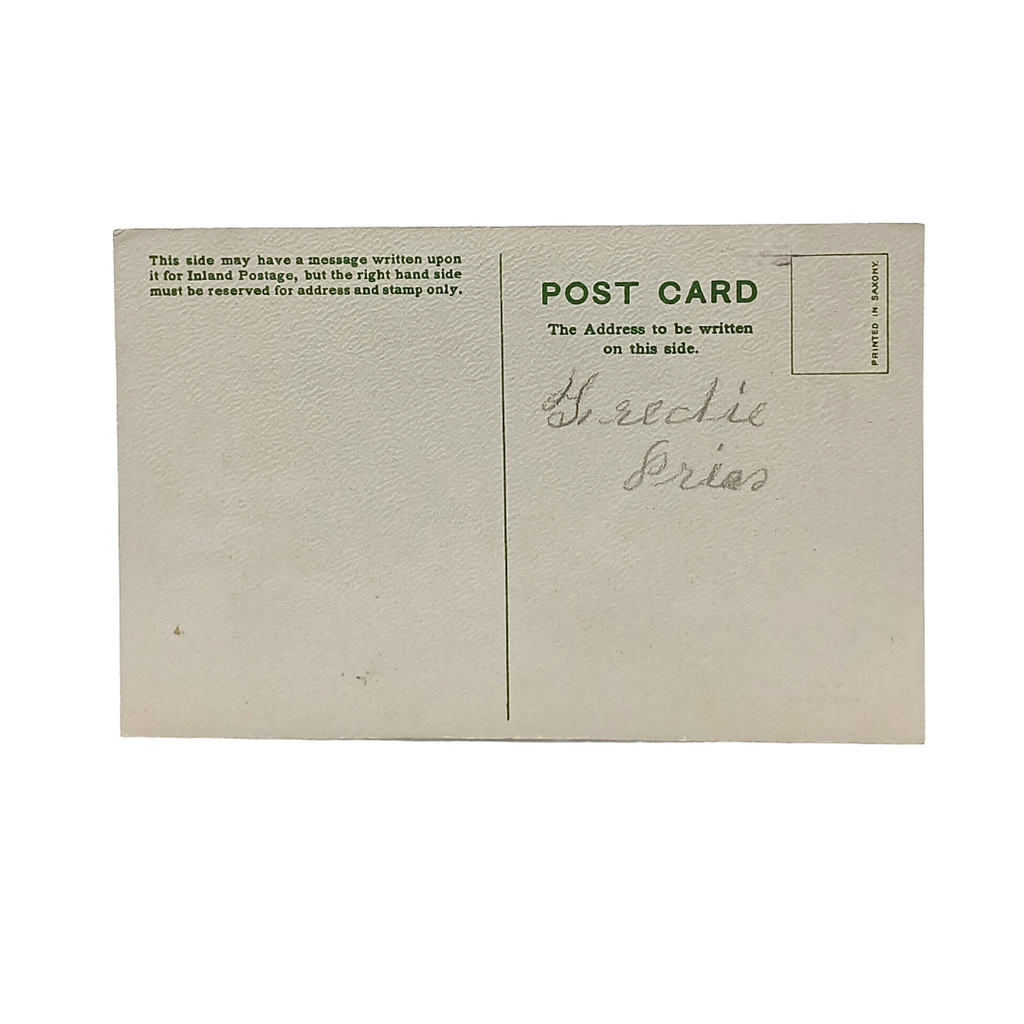 This side may have a message written upon
it for Inland Postage, but the right hand side
must be reserved for address and stamp only.
POST CARD
The Address to be written
on this side.
PRINTED IN SAXONY.
Grechie
Pries